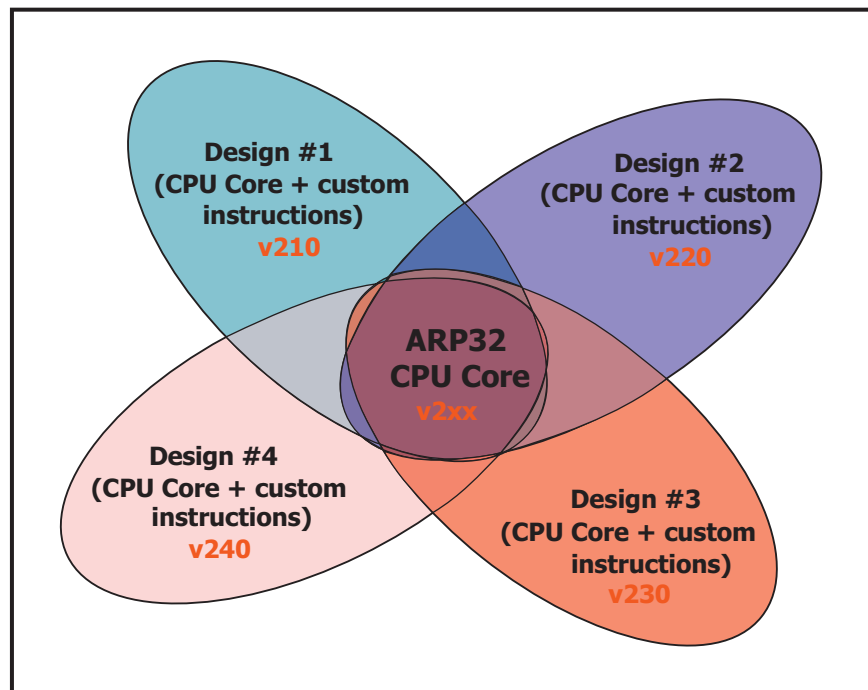 Design #1
(CPU Core + custom
instructions)
v210
Design #2
(CPU Core + custom
instructions)
v220
ARP32
CPU Core
v2xx
Design #4
(CPU Core + custom
instructions)
v240
Design #3
(CPU Core + custom
instructions)
v230